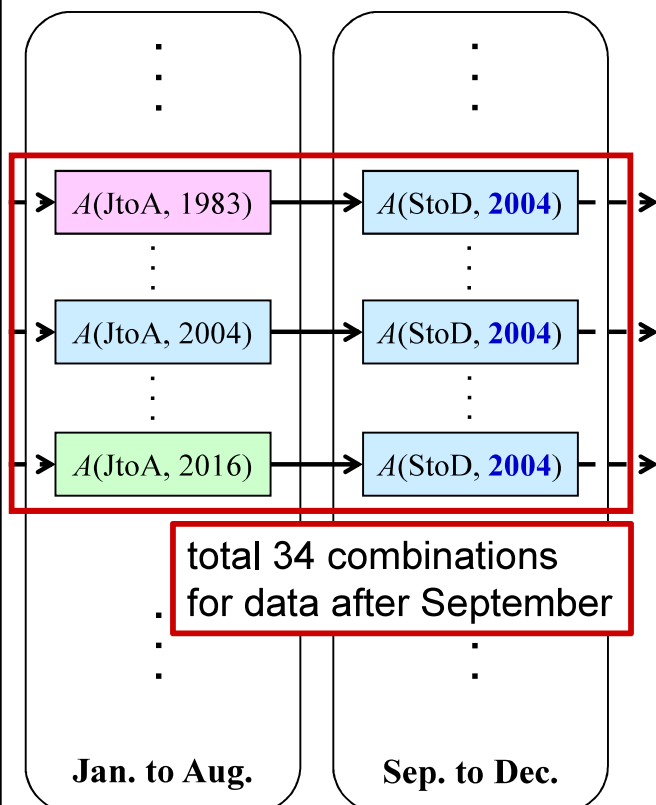 A(JtoA, 1983) A(StoD, 2004)
A(JtoA, 2004) A(StoD, 2004)
A(JtoA, 2016) A(StoD, 2004)
total 34 combinations
for data after September
Jan. to Aug. Sep. to Dec.